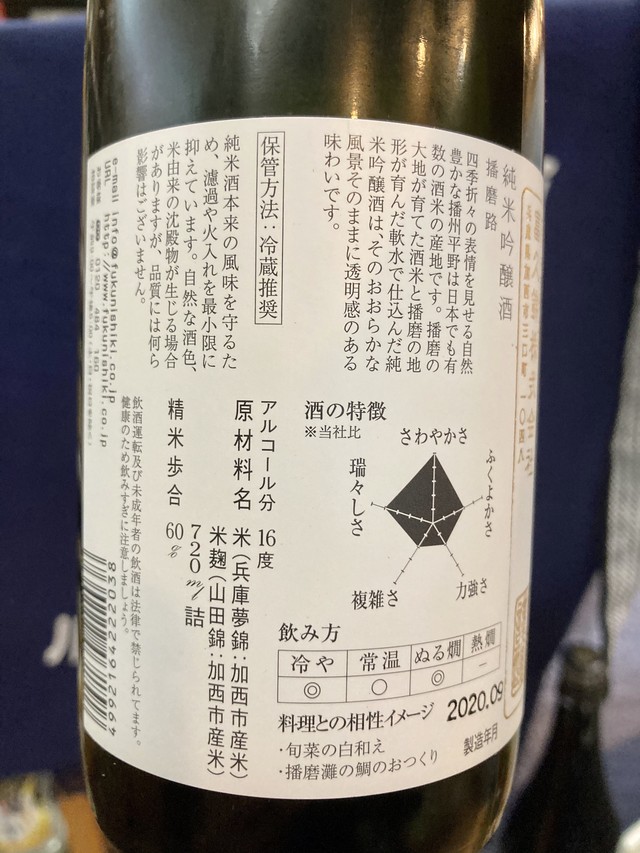 純米吟醸酒
播磨路
四季折々の表情を見せる自然
豊かな播州平野は日本でも有
数の酒米の産地です。播磨の
大地が育てた酒米と播磨の地
形が育んだ軟水で仕込んだ純
米吟醸酒は、そのおおらかな
風景そのままに透明感のある
味わいです。
保管方法：冷蔵推奨
純米酒本来の風味を守るた
め、濾過や火入れを最小限に
抑えています。自然な酒色、
米由来の沈殿物が生じる場合
がありますが、品質には何ら
影響はございません。
e-mail info@fukunishiki.co.jp
URL http://www.fukunishiki.co.jp
酒の特徴
※当社比
さわやかさ
ふくよかさ
力強さ
複雑さ
瑞々しさ
飲み方
冷や 常温 ぬる燗 熱燗
◎ ○ ◎ －
料理との相性イメージ
・旬菜の白和え
・播磨灘の鯛のおつくり
2020.09
製造年月
アルコール分 16度
原材料名 米（兵庫夢錦：加西市産米）
米麹（山田錦：加西市産米）
720ml詰
精米歩合 60%
飲酒運転及び未成年者の飲酒は法律で禁じられてます。
健康のため飲みすぎに注意しましょう。
4992164222038